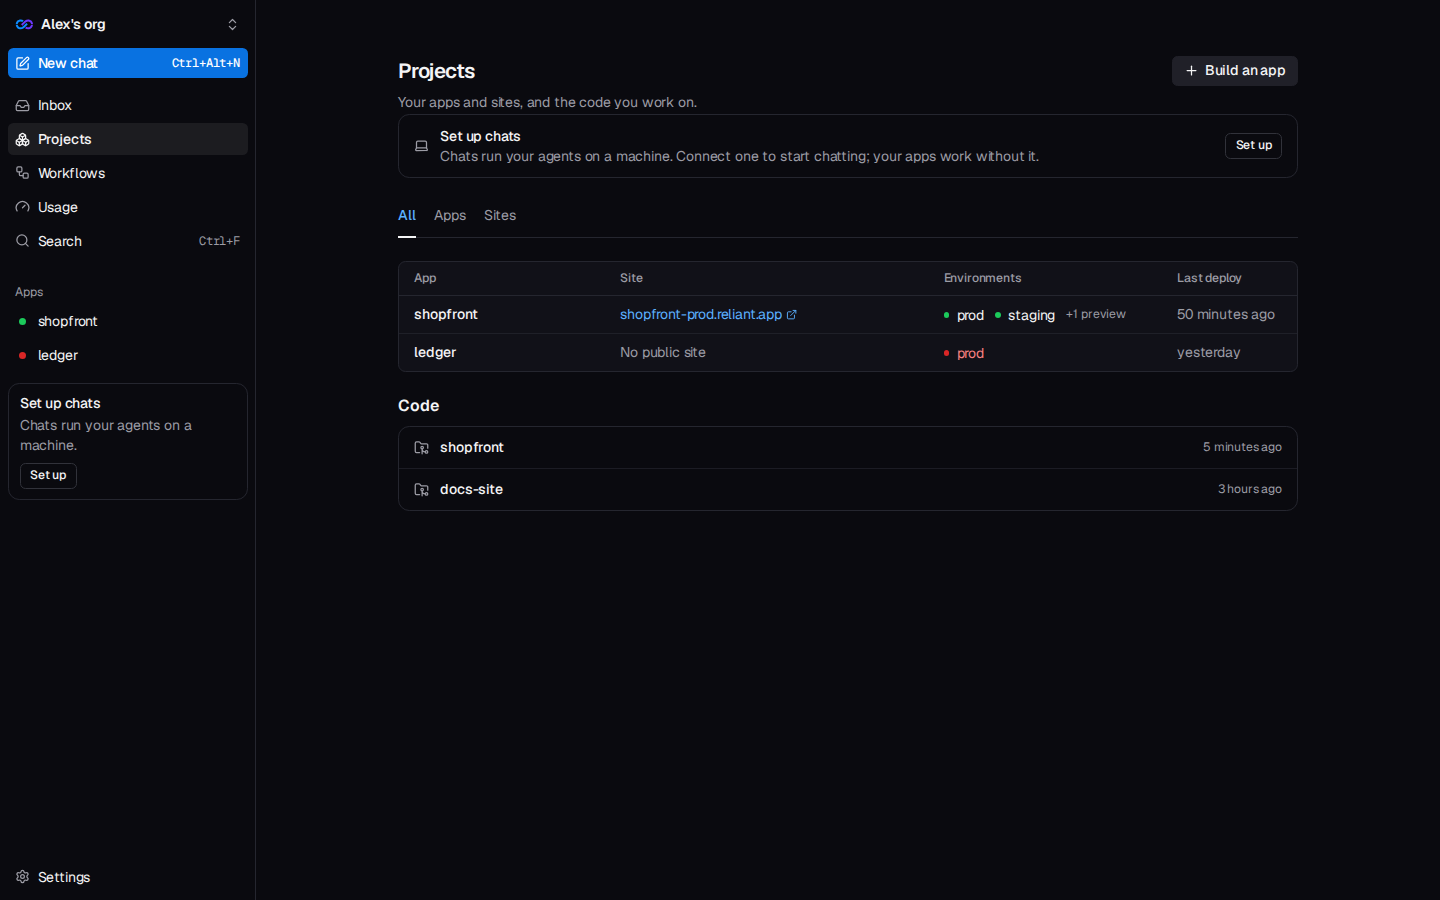 Alex's org
New chat Ctrl+Alt+N
Inbox
Projects
Workflows
Usage
Search Ctrl+F
Apps
shopfront
ledger
Set up chats
Chats run your agents on a
machine.
Set up
Settings
Projects
Build an app
Your apps and sites, and the code you work on.
Set up chats
Chats run your agents on a machine. Connect one to start chatting; your apps work without it.
Set up
All Apps Sites
App Site Environments Last deploy
shopfront shopfront-prod.reliant.app prod staging +1 preview 50 minutes ago
ledger No public site prod yesterday
Code
shopfront 5 minutes ago
docs-site 3 hours ago